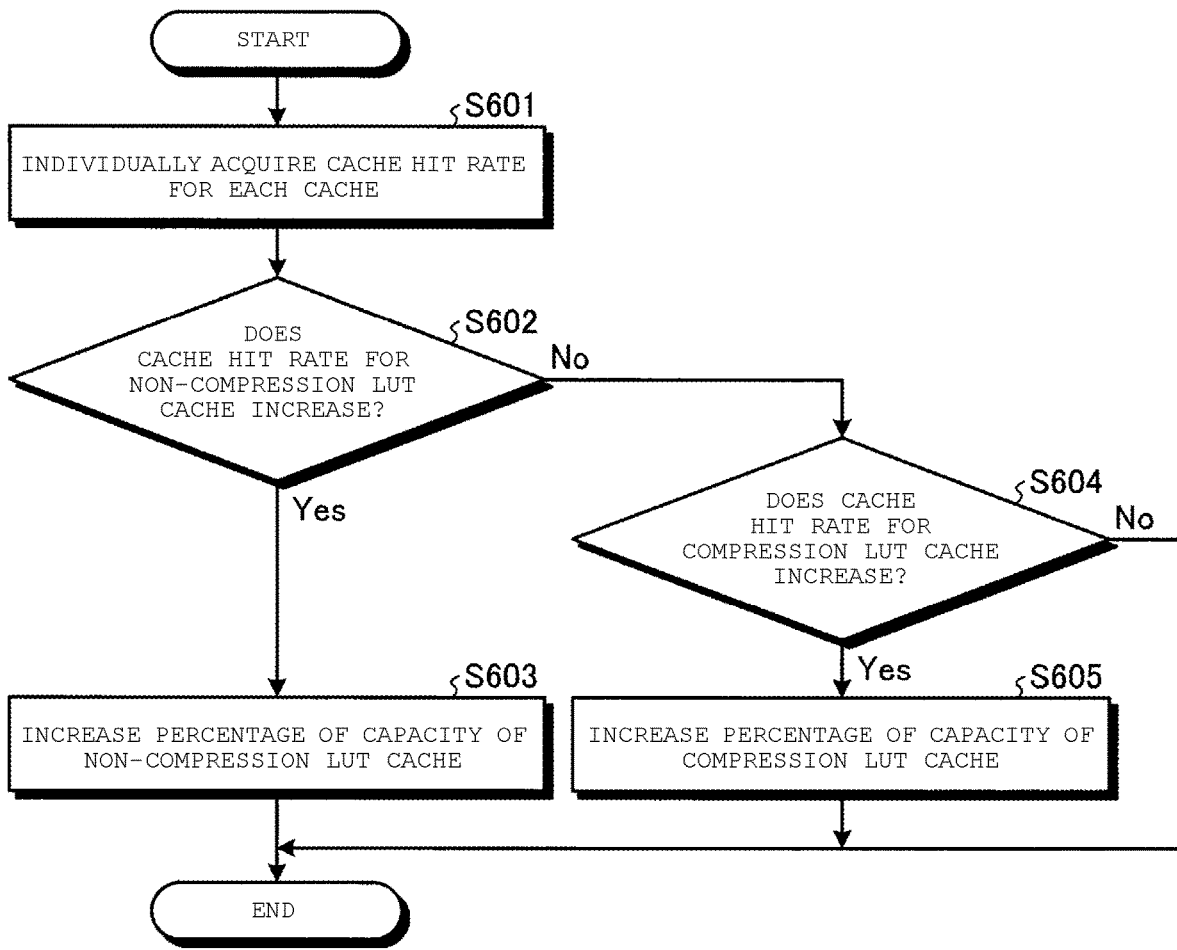 START
S601
INDIVIDUALLY ACQUIRE CACHE HIT RATE
FOR EACH CACHE
S602
DOES
CACHE HIT RATE FOR
NON-COMPRESSION LUT
CACHE INCREASE?
No
Yes
S604
DOES CACHE
HIT RATE FOR
COMPRESSION LUT CACHE
INCREASE?
No
Yes
S603
INCREASE PERCENTAGE OF CAPACITY OF
NON-COMPRESSION LUT CACHE
S605
INCREASE PERCENTAGE OF CAPACITY OF
COMPRESSION LUT CACHE
END